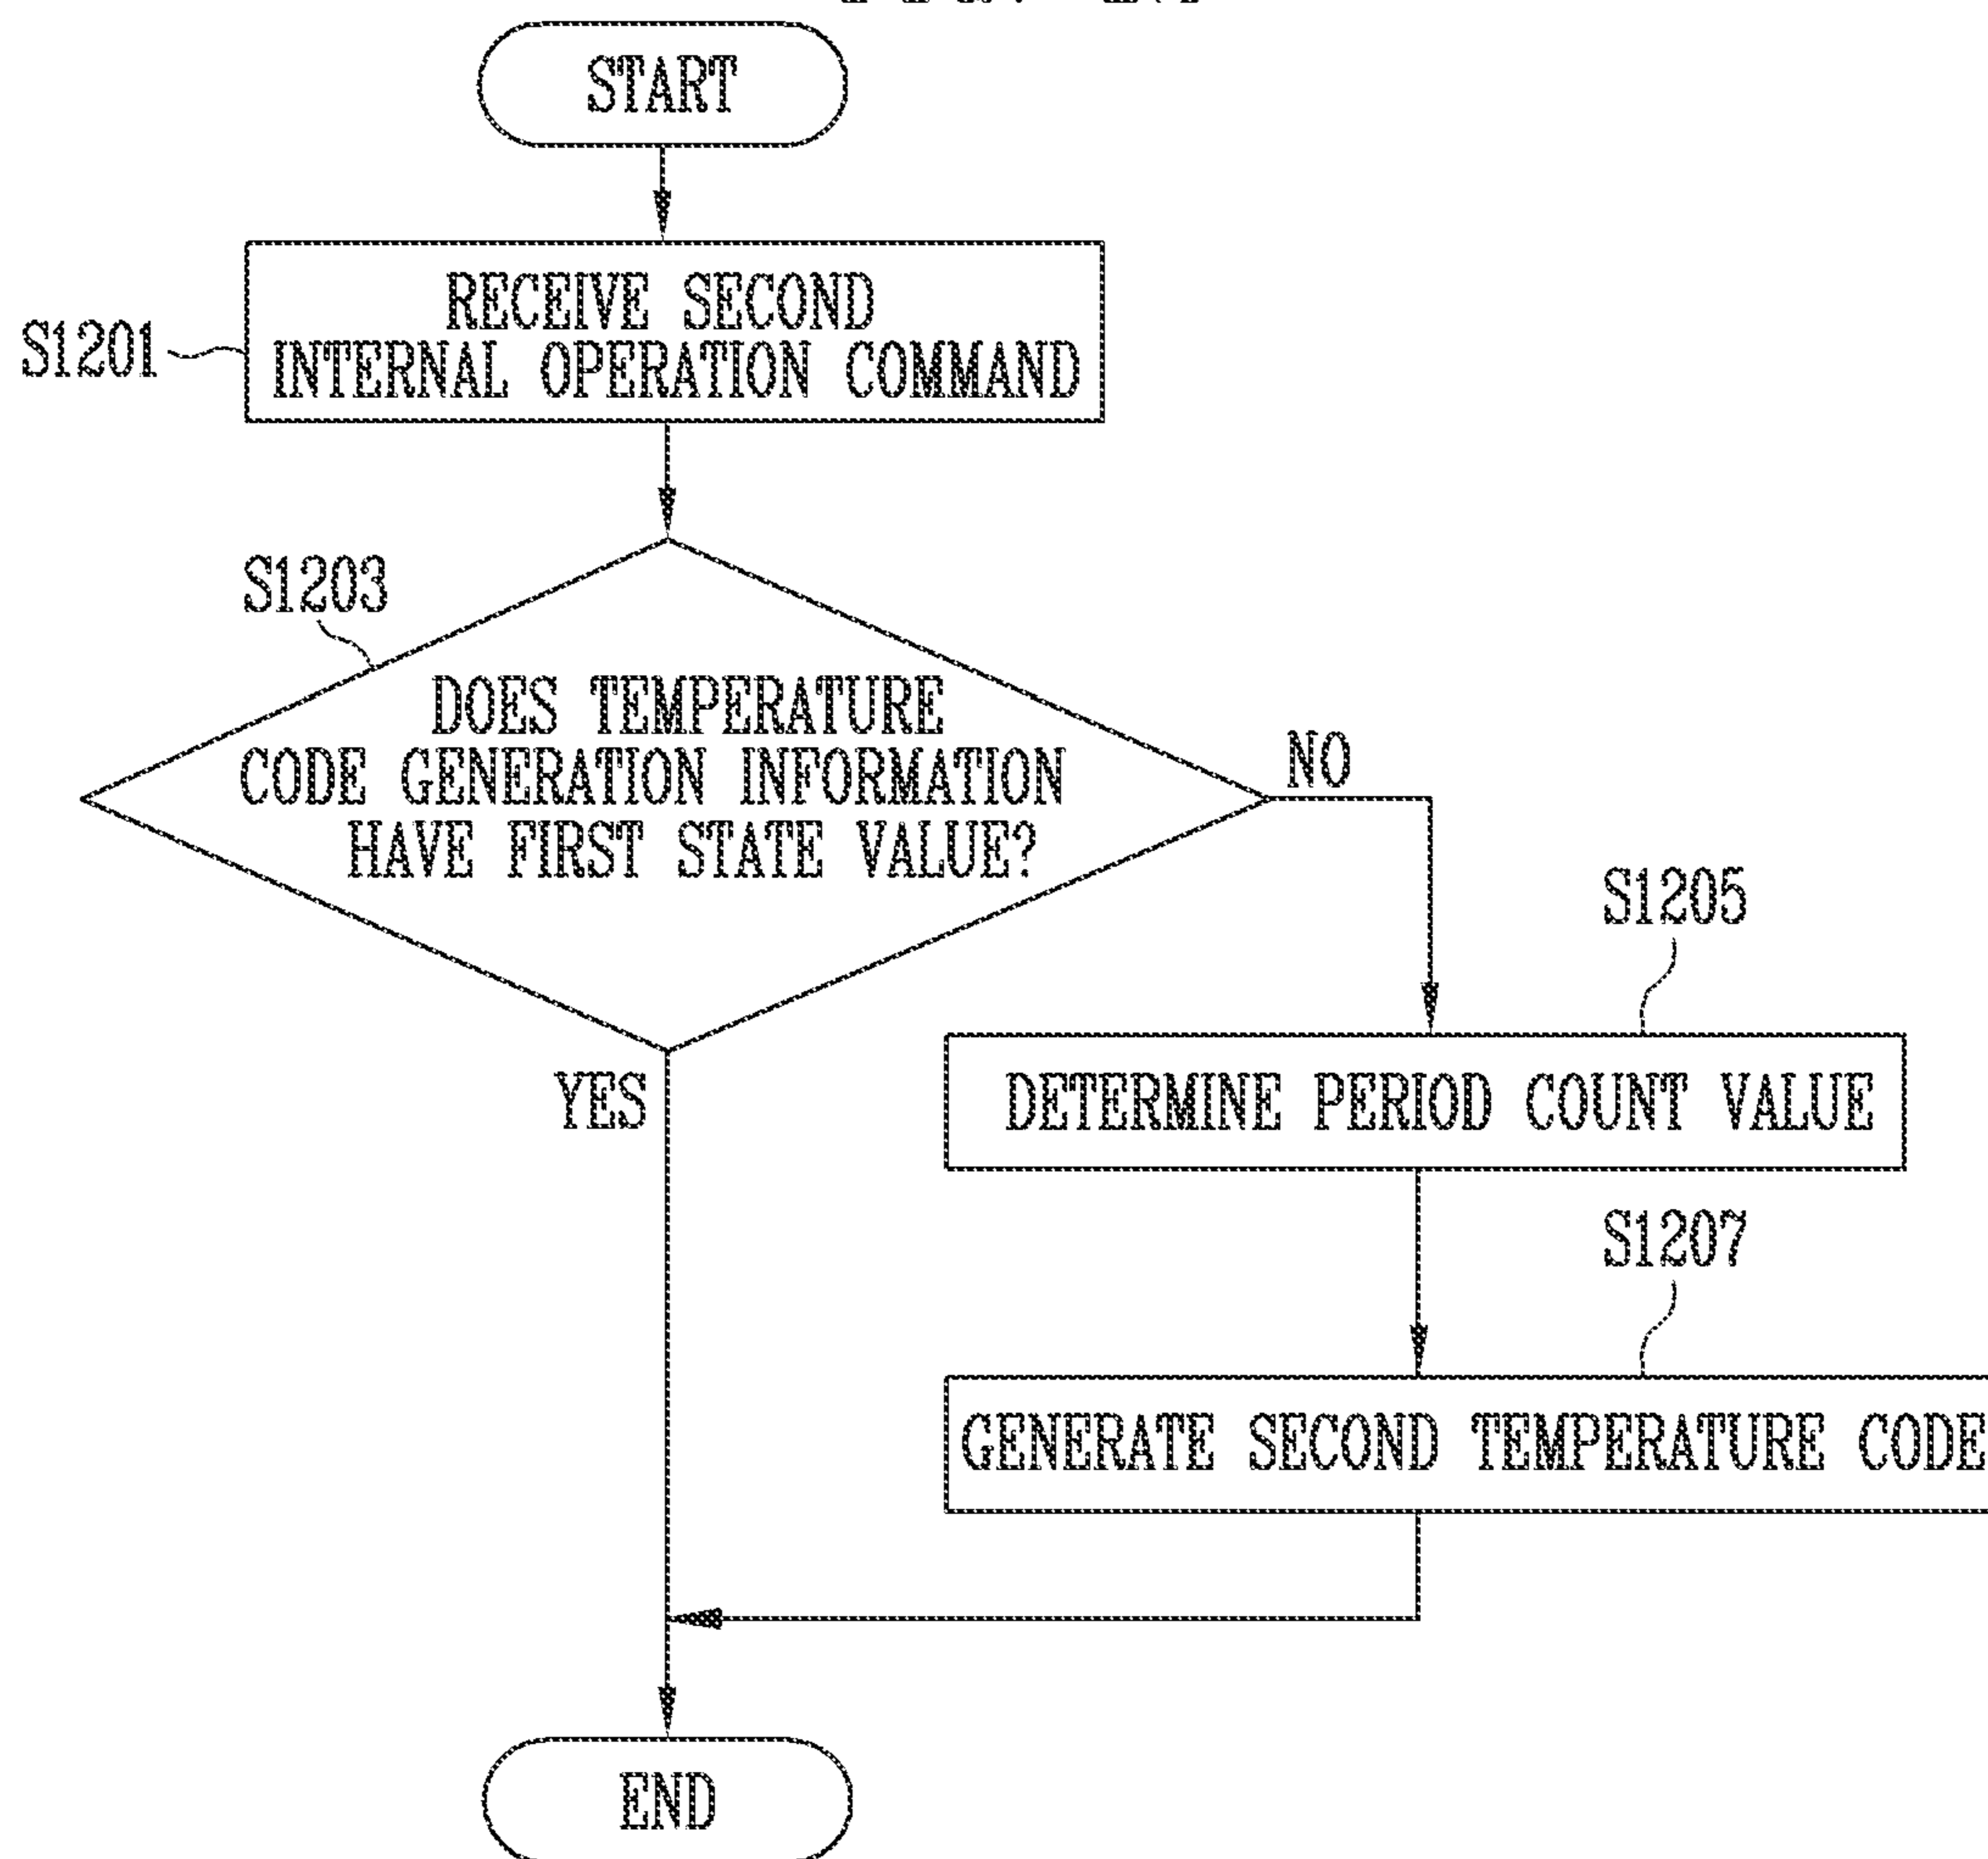 START
S1201
RECEIVE SECOND
INTERNAL OPERATION COMMAND
S1203
DOES TEMPERATURE
CODE GENERATION INFORMATION
HAVE FIRST STATE VALUE?
NO
YES
S1205
DETERMINE PERIOD COUNT VALUE
S1207
GENERATE SECOND TEMPERATURE CODE
END